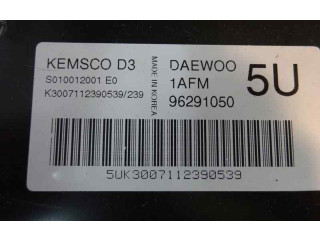 KEMSCO D3
S010012001 E0
K3007112390539/239
MADE IN KOREA
DAEWOO
1AFM
96291050
5U
5UK3007112390539